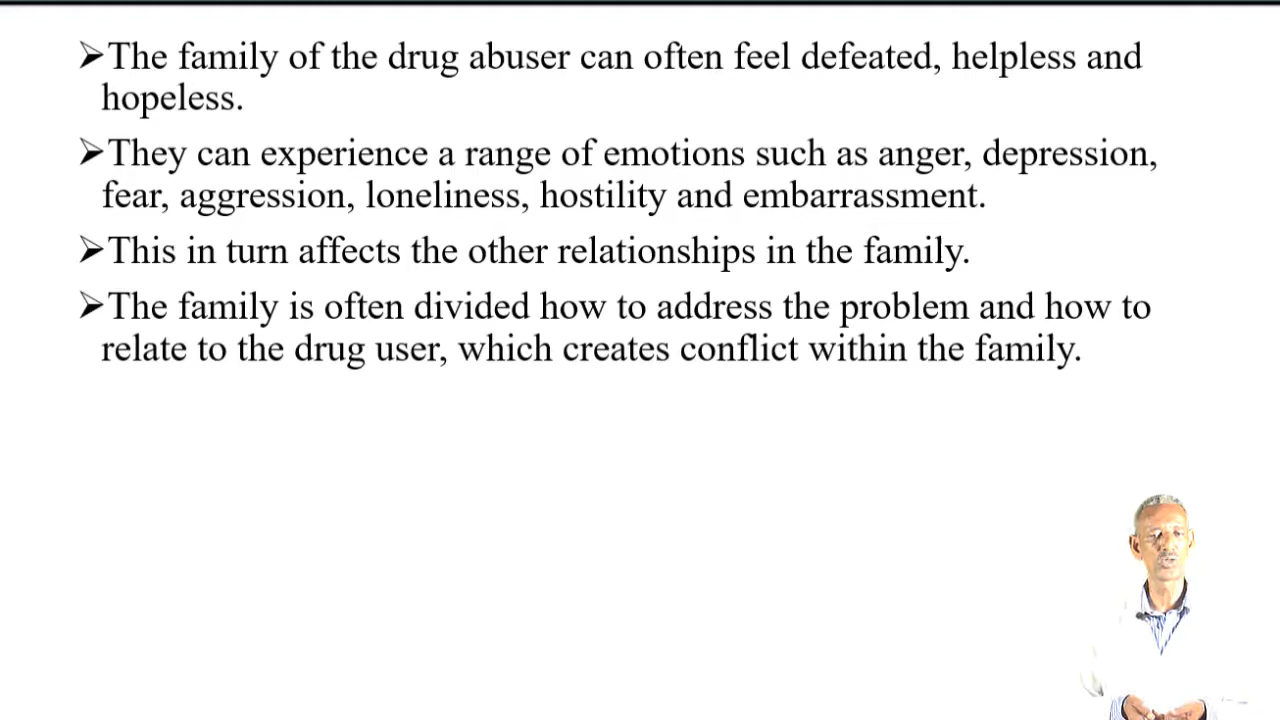 ➢The family of the drug abuser can often feel defeated, helpless and
hopeless.
➢They can experience a range of emotions such as anger, depression,
fear, aggression, loneliness, hostility and embarrassment.
➢This in turn affects the other relationships in the family.
➢The family is often divided how to address the problem and how to
relate to the drug user, which creates conflict within the family.